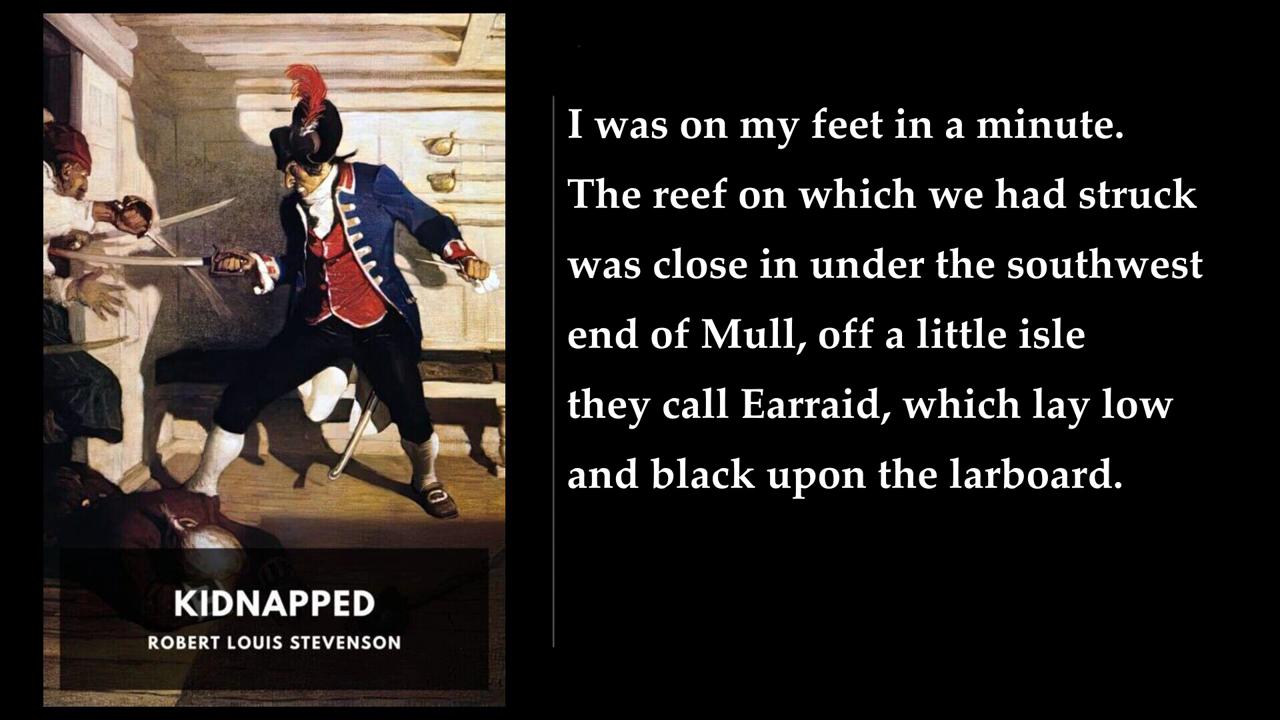 I was on my feet in a minute.
The reef on which we had struck
was close in under the southwest
end of Mull, off a little isle
they call Earraid, which lay low
and black upon the larboard.
KIDNAPPED
ROBERT LOUIS STEVENSON